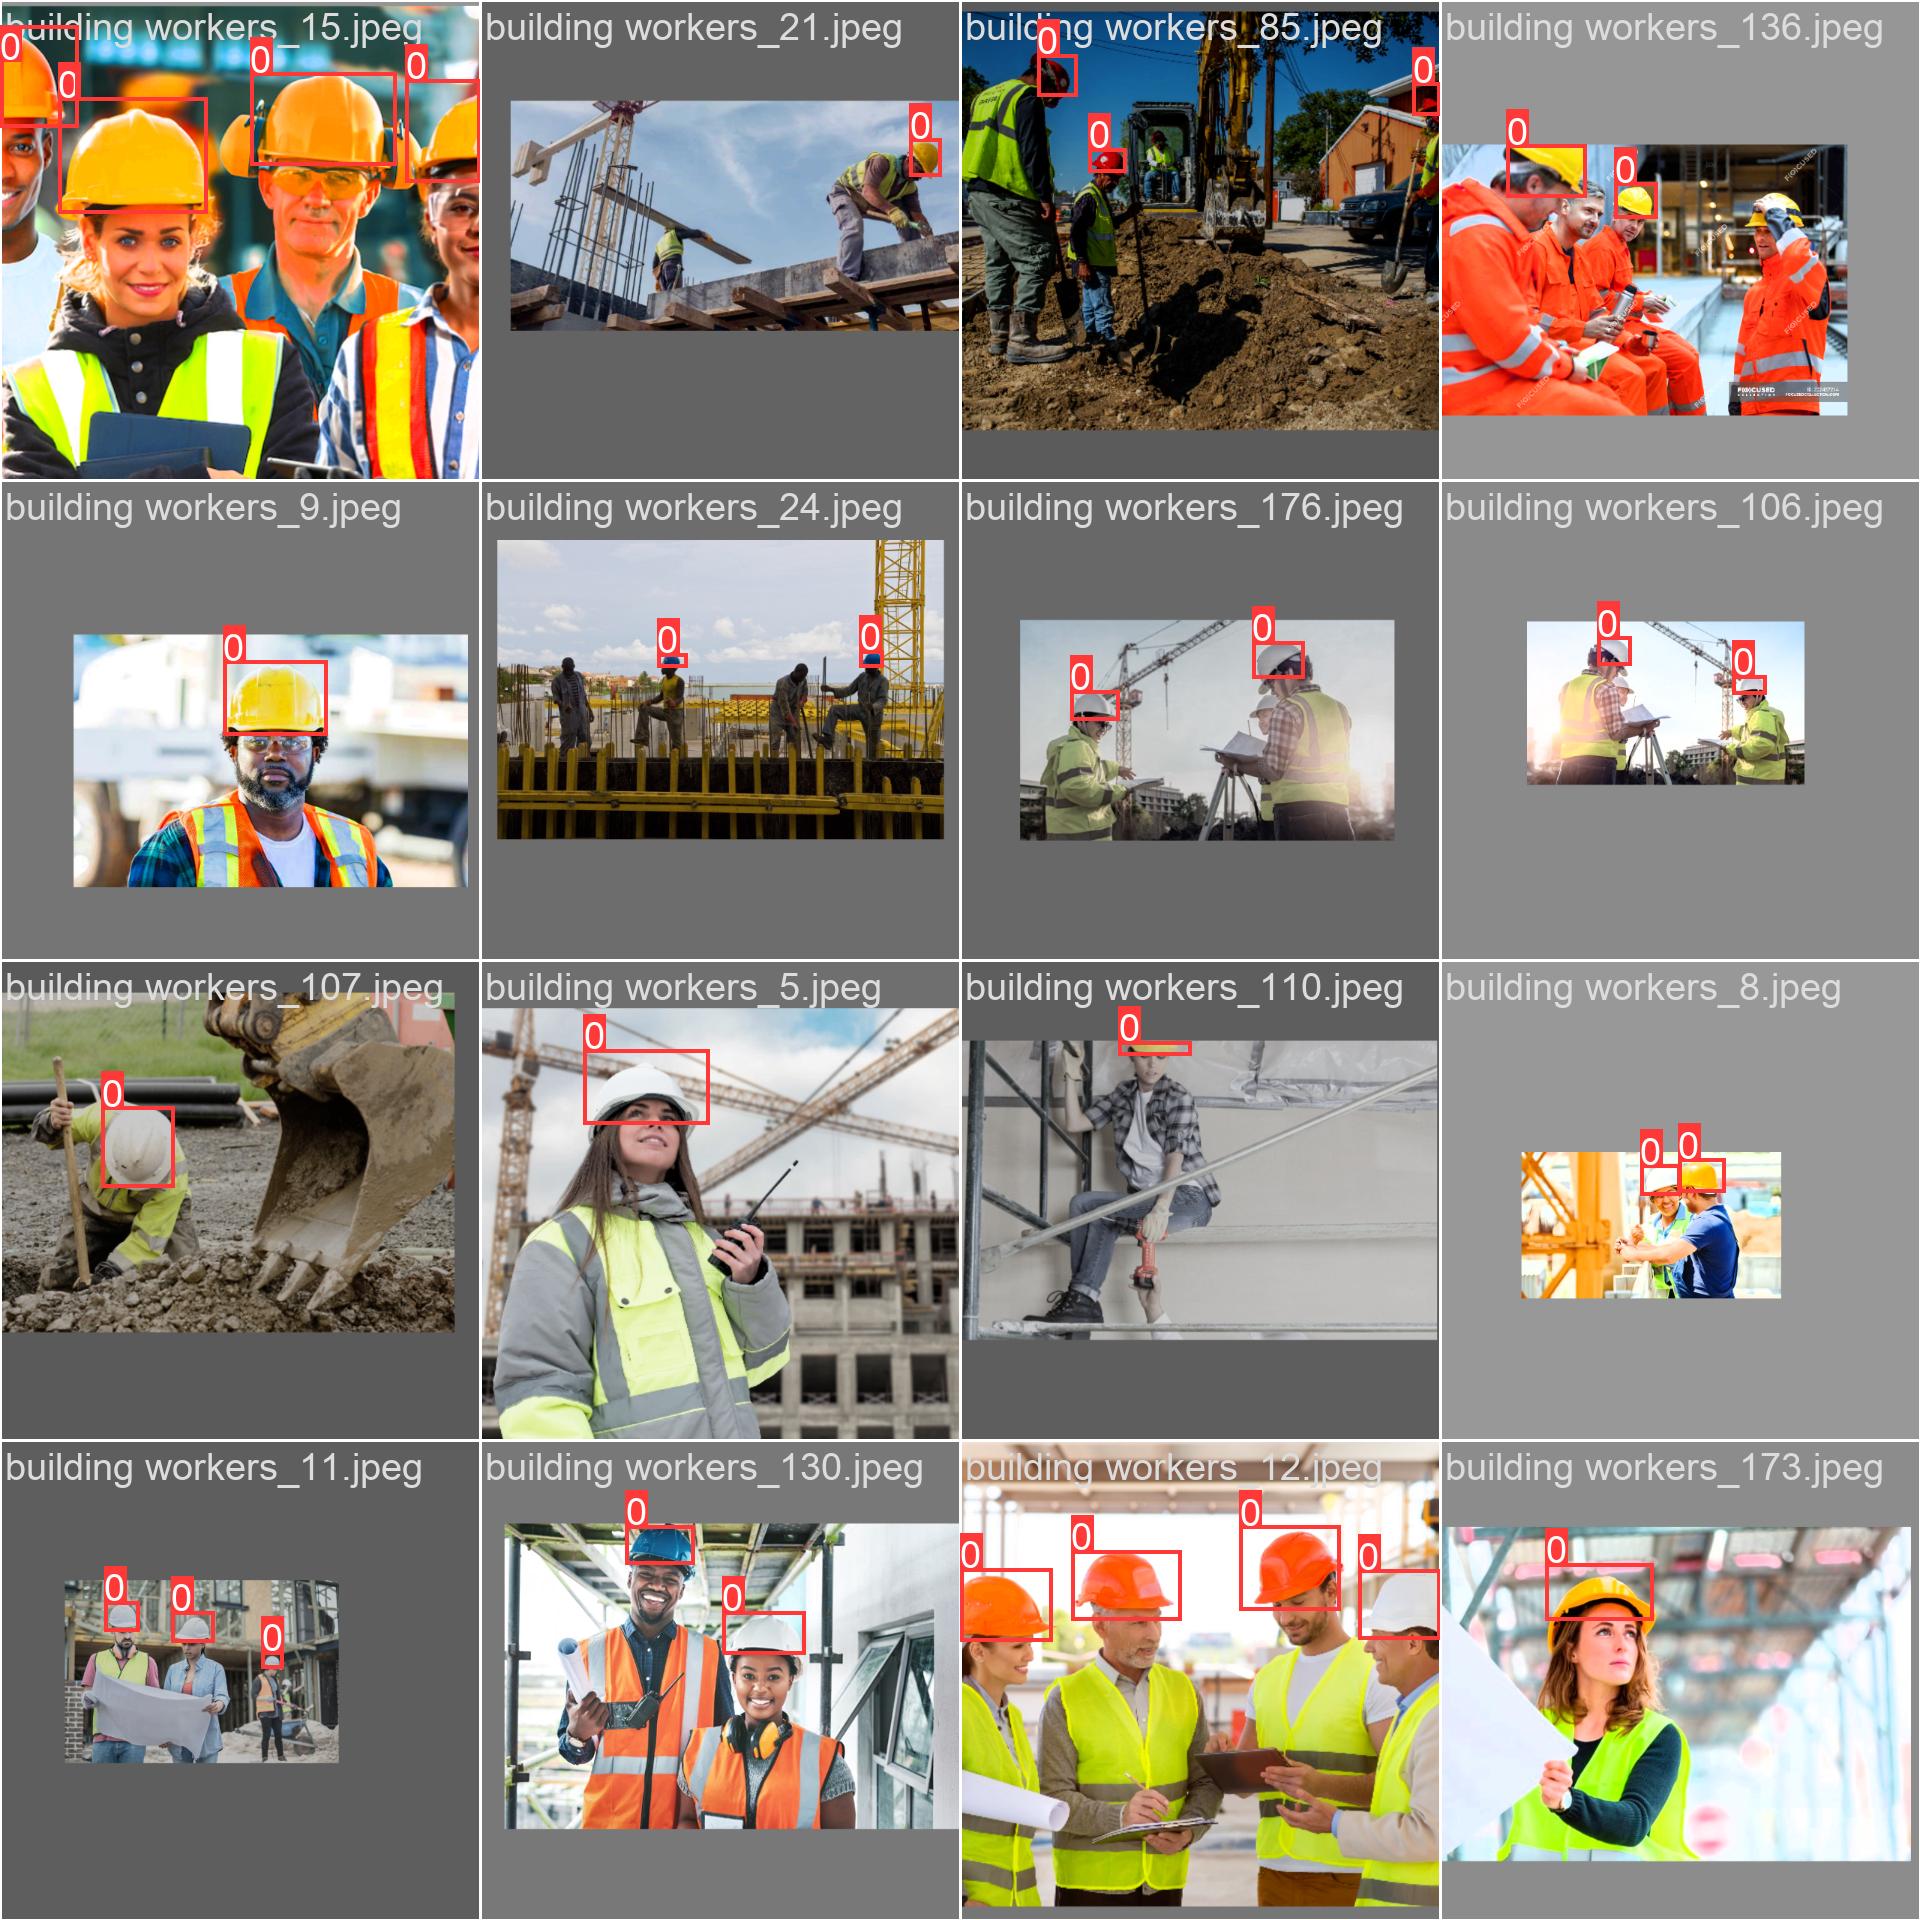 building workers_15.jpeg
building workers_21.jpeg
building workers_85.jpeg
building workers_136.jpeg
0
0
0
0
0
0
0
0
0
0
FOCUSED
building workers_9.jpeg
building workers_24.jpeg
building workers_176.jpeg
building workers_106.jpeg
0
0
0
0
0
0
0
building workers_107.jpeg
building workers_5.jpeg
building workers_110.jpeg
building workers_8.jpeg
0
0
0
0
0
building workers_11.jpeg
building workers_130.jpeg
building workers_12.jpeg
building workers_173.jpeg
0
0
0
0
0
0
0
0
0
0